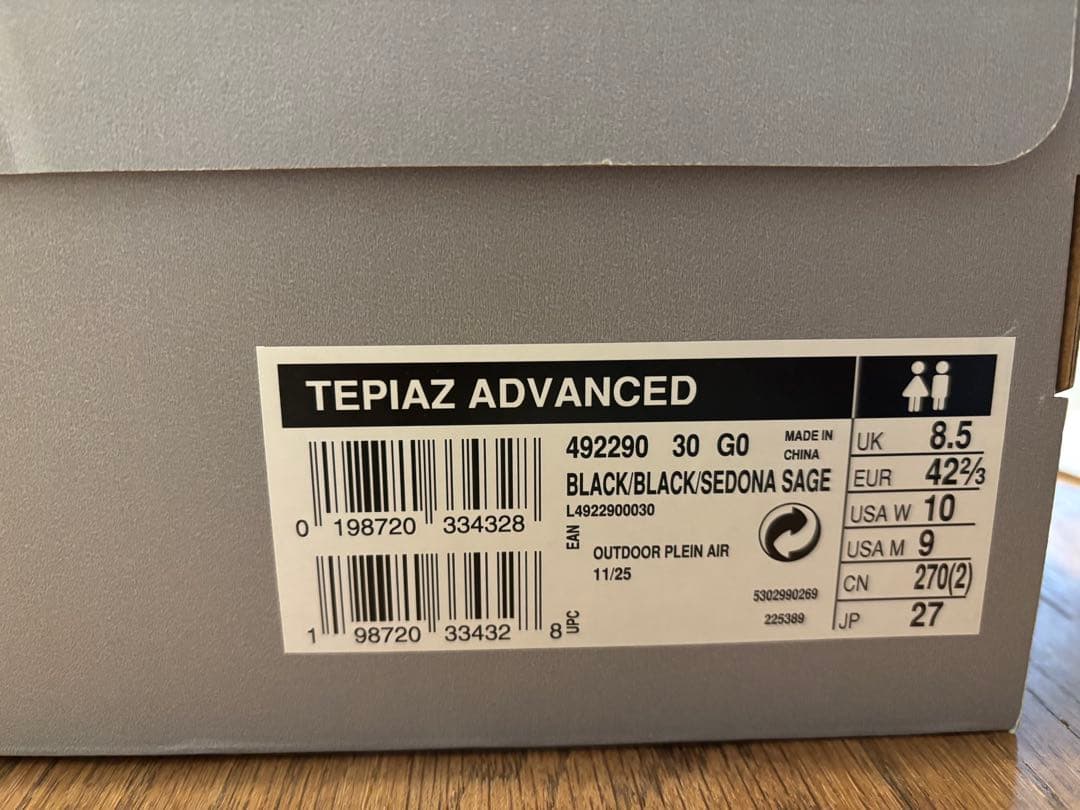 TEPIAZ ADVANCED
492290 30 G0 MADE IN CHINA
BLACK/BLACK/SEDONA SAGE
L4922900030
0 198720 334328 EAN
OUTDOOR PLEIN AIR
11/25
5302990269
225389
1 98720 33432 8 UPC
UK 8.5
EUR 42⅔
USA W 10
USA M 9
CN 270(2)
JP 27